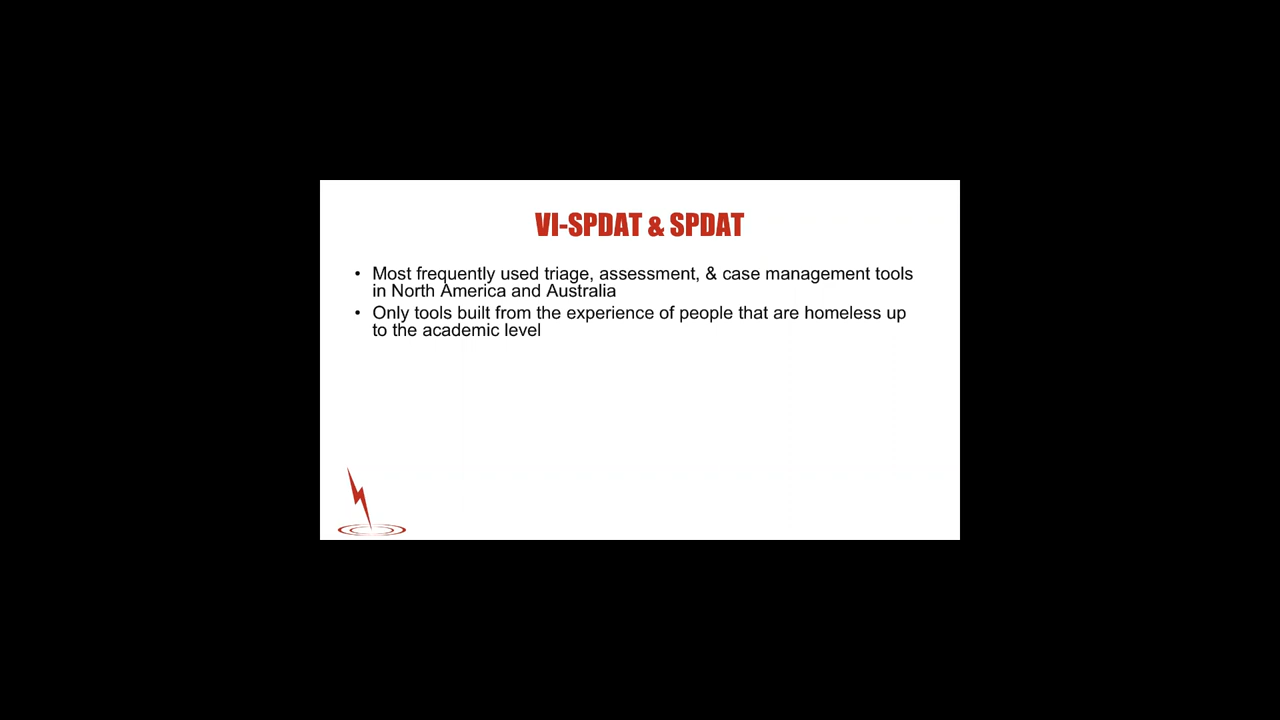 VI-SPDAT & SPDAT
• Most frequently used triage, assessment, & case management tools
in North America and Australia
• Only tools built from the experience of people that are homeless up
to the academic level